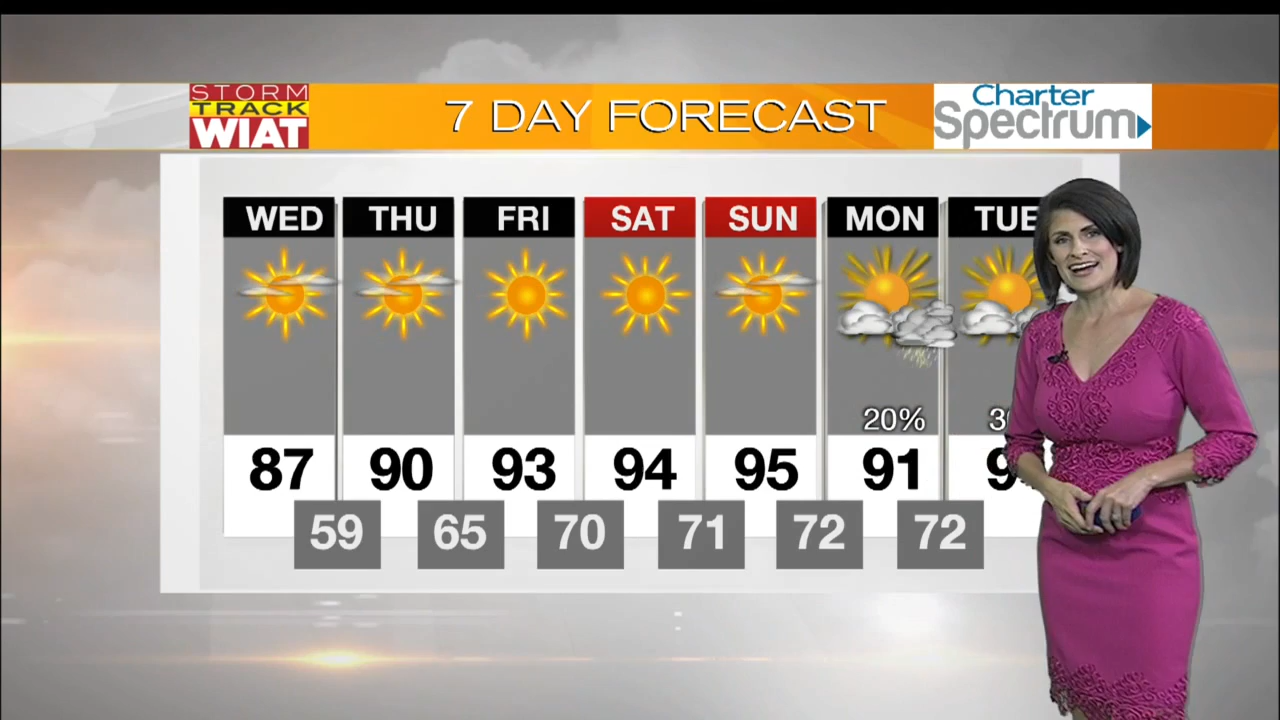 STORM
TRACK
WIAT
7 DAY FORECAST
Charter
Spectrum
WED THU FRI SAT SUN MON TUE
20%
87 90 93 94 95 91
59 65 70 71 72 72